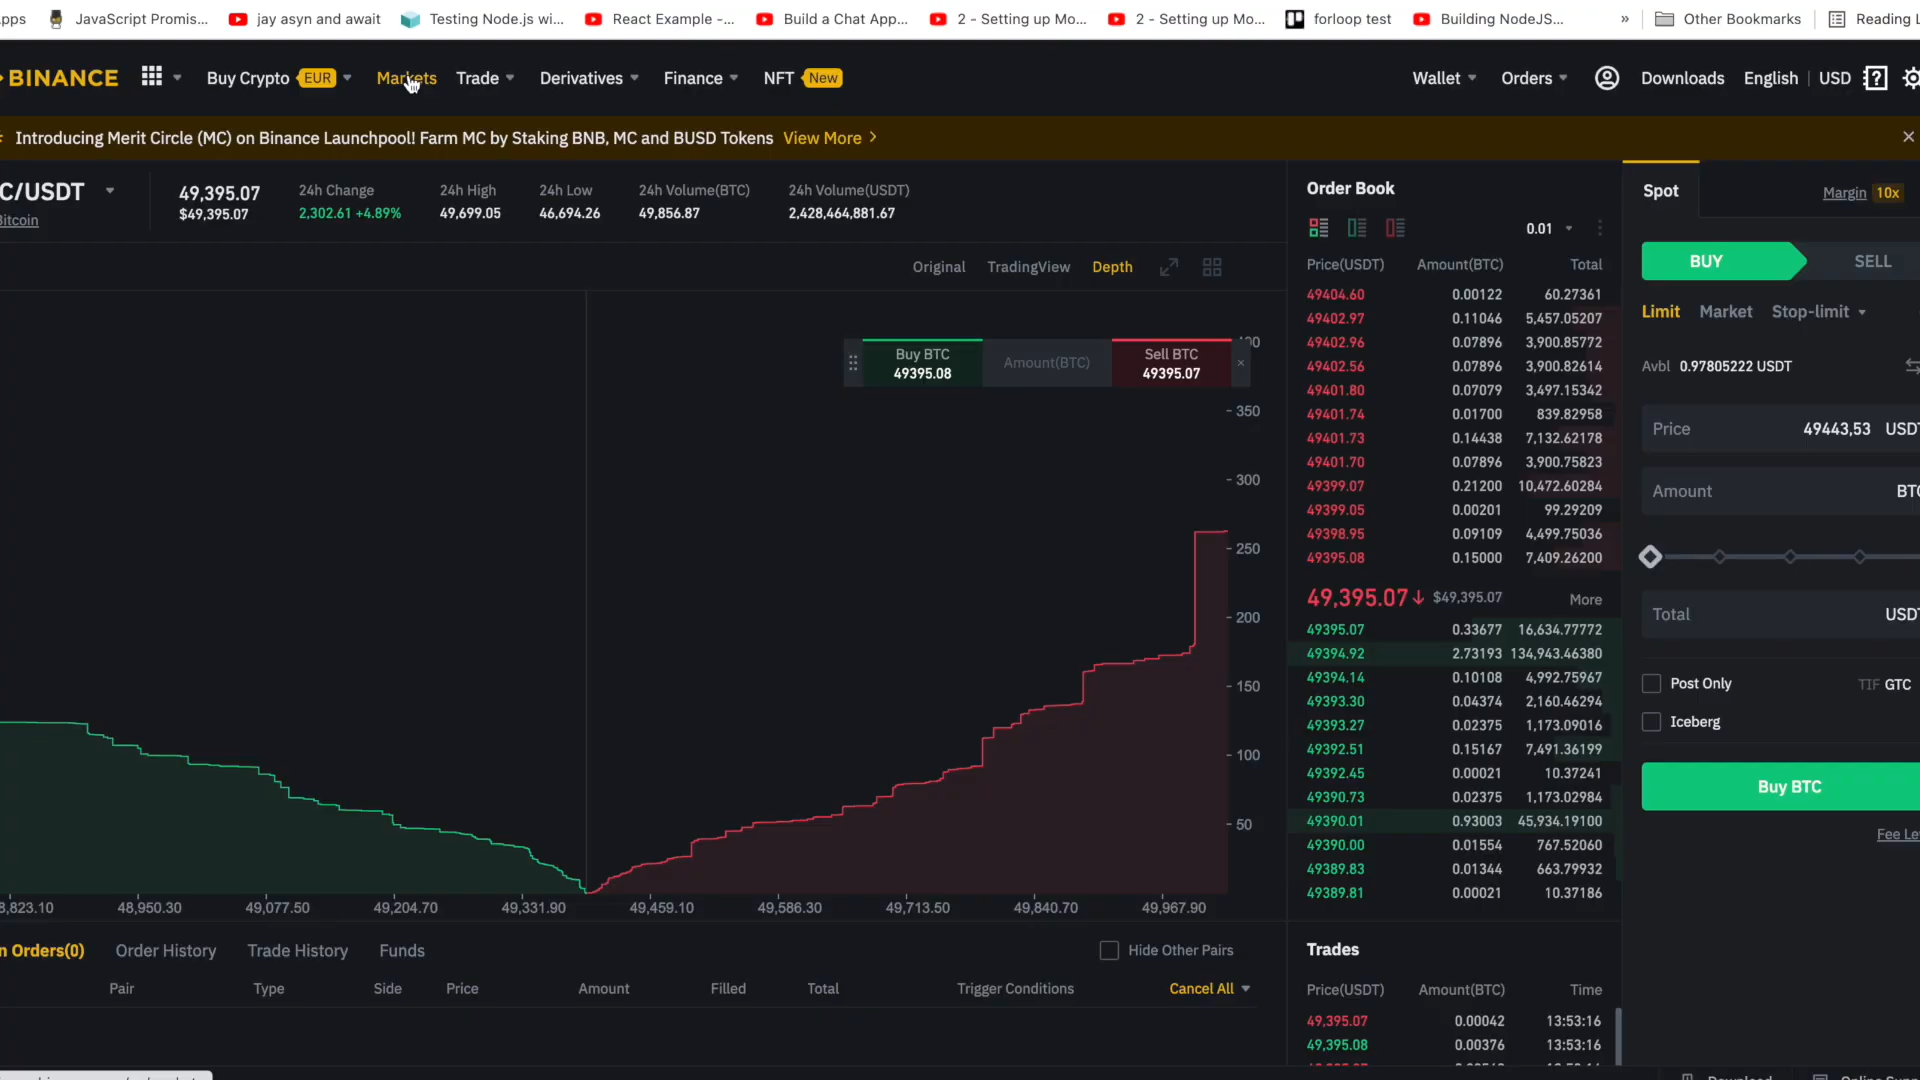 pps JavaScript Promis... jay asyn and await Testing Node.js wi... React Example -... Build a Chat App,... 2 - Setting up Mo... 2 - Setting up Mo... forloop test Building NodeJS... » Other Bookmarks Reading L
BINANCE Buy Crypto EUR Markets Trade Derivatives Finance NFT New Wallet Orders Downloads English USD
Introducing Merit Circle (MC) on Binance Launchpool! Farm MC by Staking BNB, MC and BUSD Tokens View More
C/USDT
Bitcoin
49,395.07
$49,395.07
24h Change
2,302.61 +4.89%
24h High
49,699.05
24h Low
46,694.26
24h Volume(BTC)
49,856.87
24h Volume(USDT)
2,428,464,881.67
Original TradingView Depth
Buy BTC
49395.08
Amount(BTC)
Sell BTC
49395.07
350
300
250
200
150
100
50
8,823.10 48,950.30 49,077.50 49,204.70 49,331.90 49,459.10 49,586.30 49,713.50 49,840.70 49,967.90
Order Book
0.01
Price(USDT) Amount(BTC) Total
49404.60 0.00122 60.27361
49402.97 0.11046 5,457.05207
49402.96 0.07896 3,900.85772
49402.56 0.07896 3,900.82614
49401.80 0.07079 3,497.15342
49401.74 0.01700 839.82958
49401.73 0.14438 7,132.62178
49401.70 0.07896 3,900.75823
49399.07 0.21200 10,472.60284
49399.05 0.00201 99.29209
49398.95 0.09109 4,499.75036
49395.08 0.15000 7,409.26200
49,395.07↓ $49,395.07 More
49395.07 0.33677 16,634.77772
49394.92 2.73193 134,943.46380
49394.14 0.10108 4,992.75967
49393.30 0.04374 2,160.46294
49393.27 0.02375 1,173.09016
49392.51 0.15167 7,491.36199
49392.45 0.00021 10.37241
49390.73 0.02375 1,173.02984
49390.01 0.93003 45,934.19100
49390.00 0.01554 767.52060
49389.83 0.01344 663.79932
49389.81 0.00021 10.37186
Spot Margin 10x
BUY SELL
Limit Market Stop-limit
Avbl 0.97805222 USDT
Price 49443,53 USDT
Amount BTC
Total USDT
Post Only TIF GTC
Iceberg
Buy BTC
Fee Lev
n Orders(0) Order History Trade History Funds Hide Other Pairs
Pair Type Side Price Amount Filled Total Trigger Conditions Cancel All
Trades
Price(USDT) Amount(BTC) Time
49,395.07 0.00042 13:53:16
49,395.08 0.00376 13:53:16